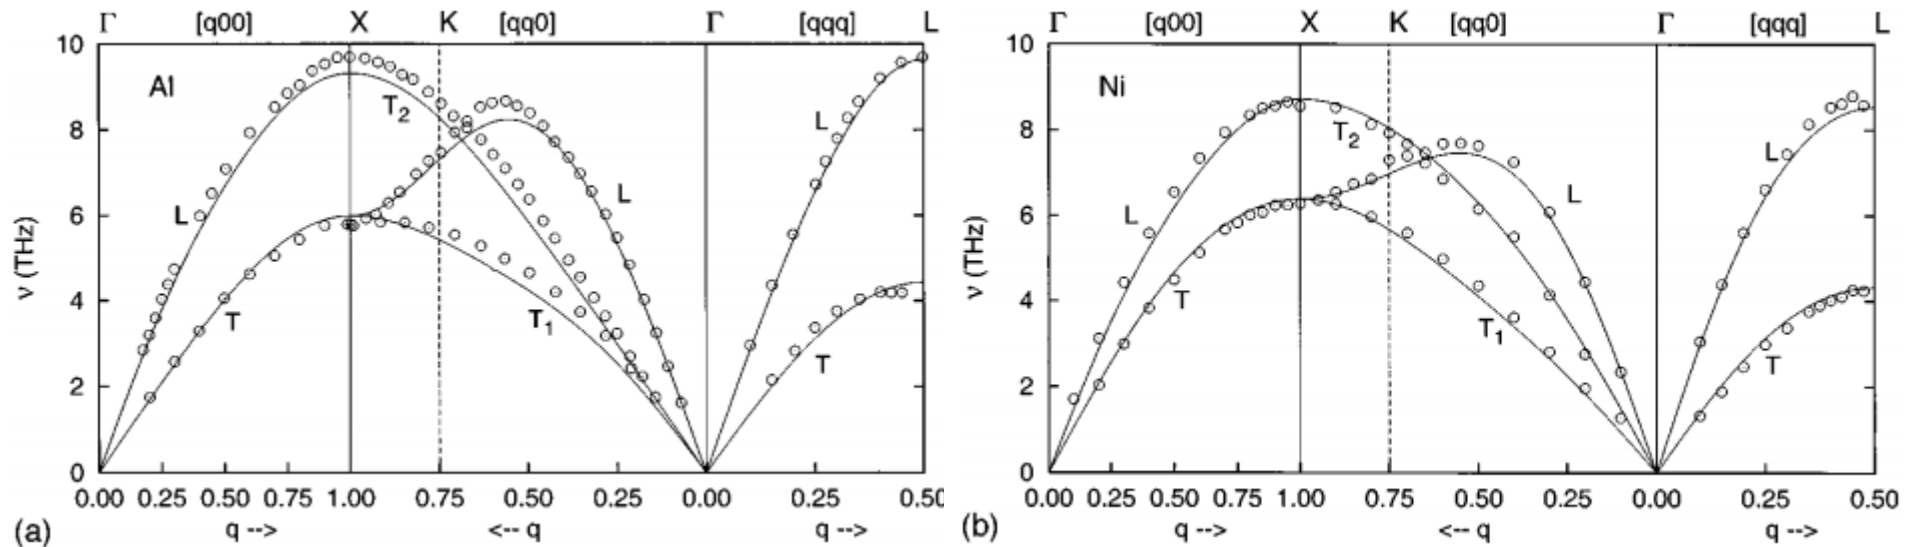 Γ [q00] X K [qq0] Γ [qqq] L
10
8
6
4
2
0
ν (THz)
Al
L
T
T2
T1
L
L
T
0.00 0.25 0.50 0.75 1.00 0.75 0.50 0.25 0.00 0.25 0.50
(a) q --> <-- q q -->
Γ [q00] X K [qq0] Γ [qqq] L
10
8
6
4
2
0
ν (THz)
Ni
L
T
T2
T1
L
L
T
0.00 0.25 0.50 0.75 1.00 0.75 0.50 0.25 0.00 0.25 0.50
(b) q --> <-- q q -->